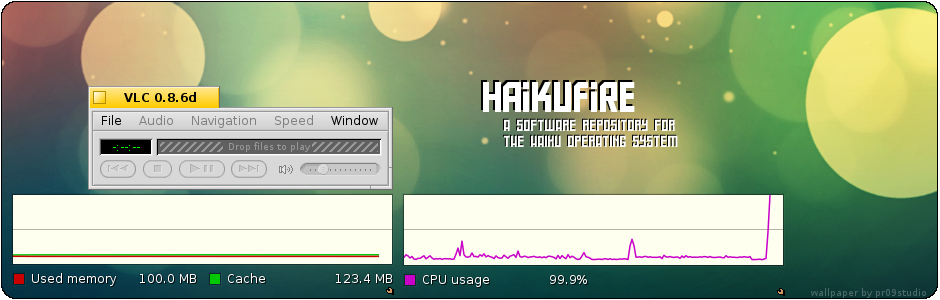 VLC 0.8.6d
File Audio Navigation Speed Window
-:--:-- Drop files to play
HAIKUFIRE
A SOFTWARE REPOSITORY FOR
THE HAIKU OPERATING SYSTEM
Used memory 100.0 MB Cache 123.4 MB
CPU usage 99.9%
wallpaper by pr09studio